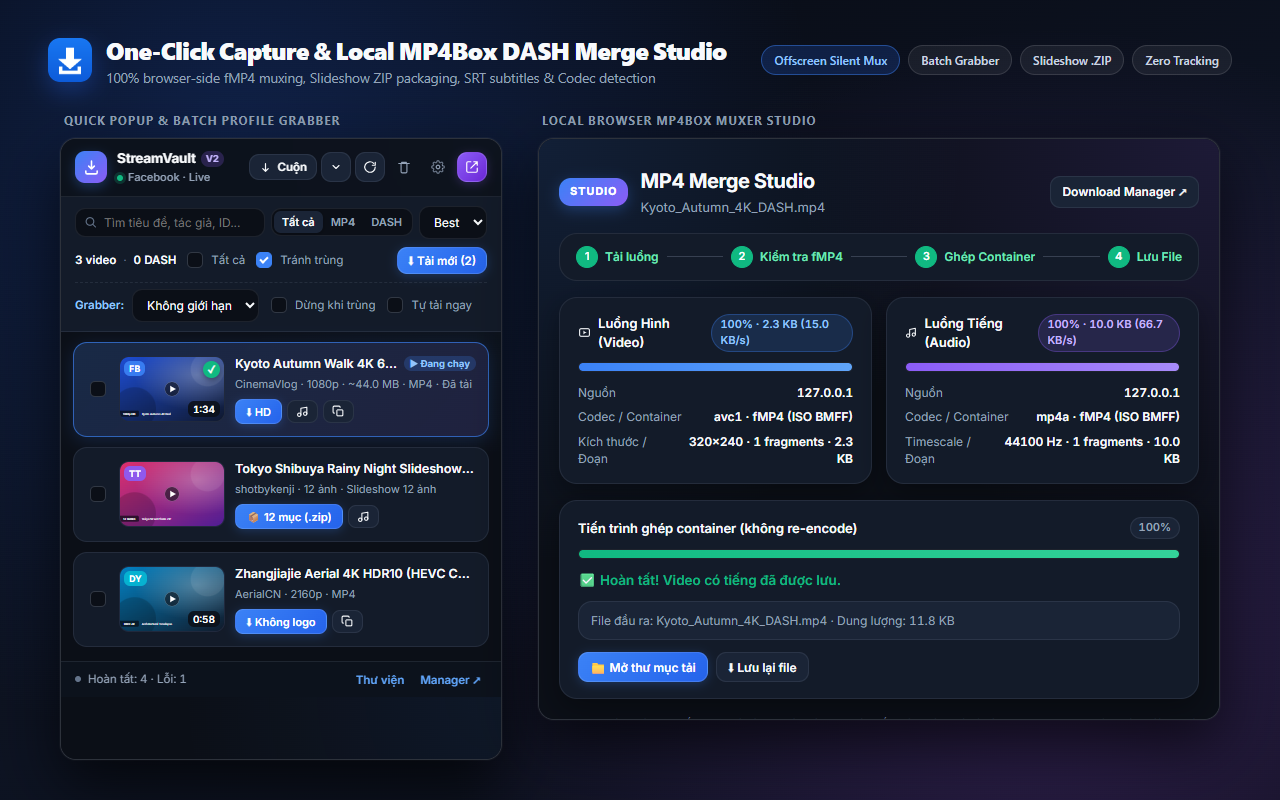 One-Click Capture & Local MP4Box DASH Merge Studio
100% browser-side fMP4 muxing, Slideshow ZIP packaging, SRT subtitles & Codec detection
Offscreen Silent Mux
Batch Grabber
Slideshow .ZIP
Zero Tracking
QUICK POPUP & BATCH PROFILE GRABBER
StreamVault V2
Facebook · Live
↓ Cuộn
Tìm tiêu đề, tác giả, ID...
Tất cả
MP4
DASH
Best
3 video · 0 DASH
Tất cả
Tránh trùng
⬇ Tải mới (2)
Grabber:
Không giới hạn
Dừng khi trùng
Tự tải ngay
FB
1:34
Kyoto Autumn Walk 4K 6...
▶ Đang chạy
CinemaVlog · 1080p · ~44.0 MB · MP4 · Đã tải
⬇ HD
TT
Tokyo Shibuya Rainy Night Slideshow...
shotbykenji · 12 ảnh · Slideshow 12 ảnh
📦 12 mục (.zip)
DY
0:58
Zhangjiajie Aerial 4K HDR10 (HEVC C...
AerialCN · 2160p · MP4
⬇ Không logo
Hoàn tất: 4 · Lỗi: 1
Thư viện
Manager ↗
LOCAL BROWSER MP4BOX MUXER STUDIO
STUDIO
MP4 Merge Studio
Kyoto_Autumn_4K_DASH.mp4
Download Manager ↗
1 Tải luồng
2 Kiểm tra fMP4
3 Ghép Container
4 Lưu File
Luồng Hình
(Video)
100% · 2.3 KB (15.0
KB/s)
Nguồn
127.0.0.1
Codec / Container
avc1 · fMP4 (ISO BMFF)
Kích thước /
Đoạn
320×240 · 1 fragments · 2.3
KB
Luồng Tiếng
(Audio)
100% · 10.0 KB (66.7
KB/s)
Nguồn
127.0.0.1
Codec / Container
mp4a · fMP4 (ISO BMFF)
Timescale /
Đoạn
44100 Hz · 1 fragments · 10.0
KB
Tiến trình ghép container (không re-encode)
100%
✅ Hoàn tất! Video có tiếng đã được lưu.
File đầu ra: Kyoto_Autumn_4K_DASH.mp4 · Dung lượng: 11.8 KB
📁 Mở thư mục tải
⬇ Lưu lại file